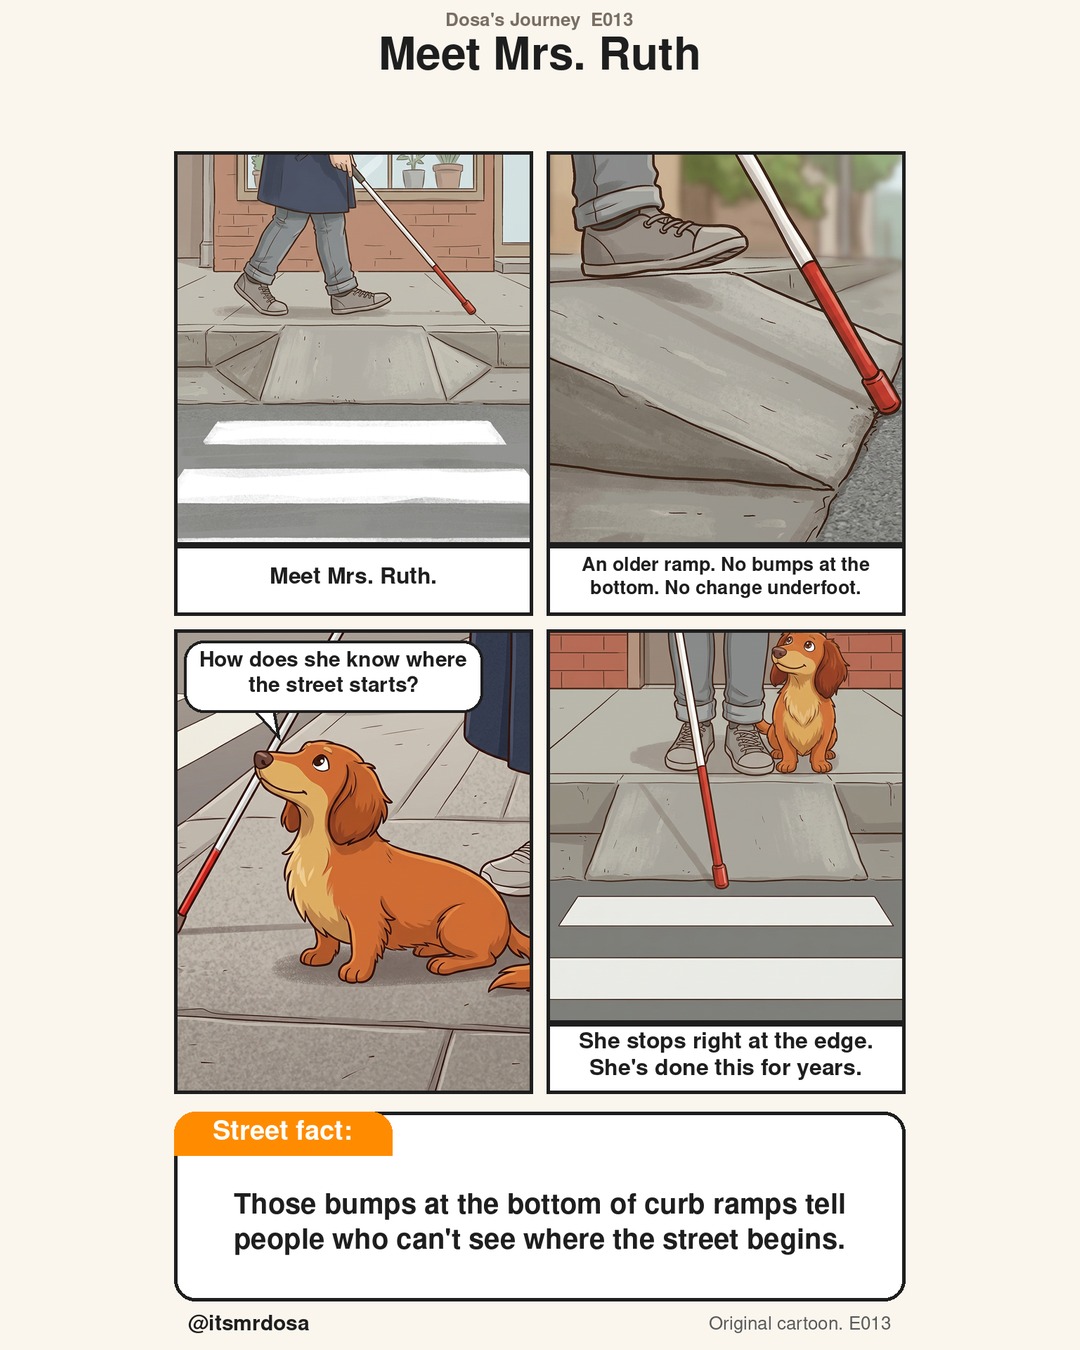 Dosa's Journey E013
Meet Mrs. Ruth
Meet Mrs. Ruth.
An older ramp. No bumps at the
bottom. No change underfoot.
How does she know where
the street starts?
She stops right at the edge.
She's done this for years.
Street fact:
Those bumps at the bottom of curb ramps tell
people who can't see where the street begins.
@itsmrdosa
Original cartoon. E013